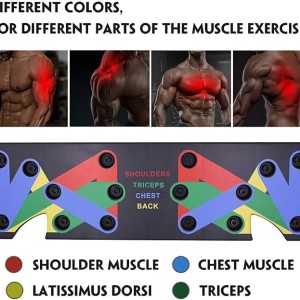 IFFERENT COLORS,
OR DIFFERENT PARTS OF THE MUSCLE EXERCIS
SHOULDERS
TRICEPS
CHEST
BACK
SHOULDER MUSCLE
CHEST MUSCLE
LATISSIMUS DORSI
TRICEPS